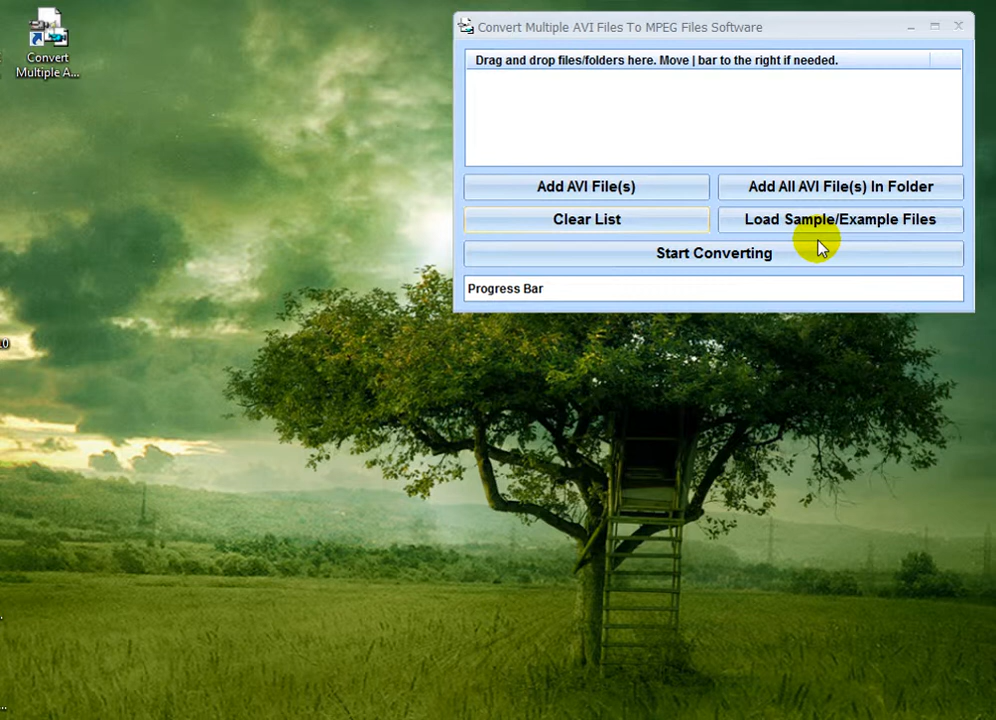 Convert
Multiple A...
Convert Multiple AVI Files To MPEG Files Software
Drag and drop files/folders here. Move | bar to the right if needed.
Add AVI File(s)
Add All AVI File(s) In Folder
Clear List
Load Sample/Example Files
Start Converting
Progress Bar
.0